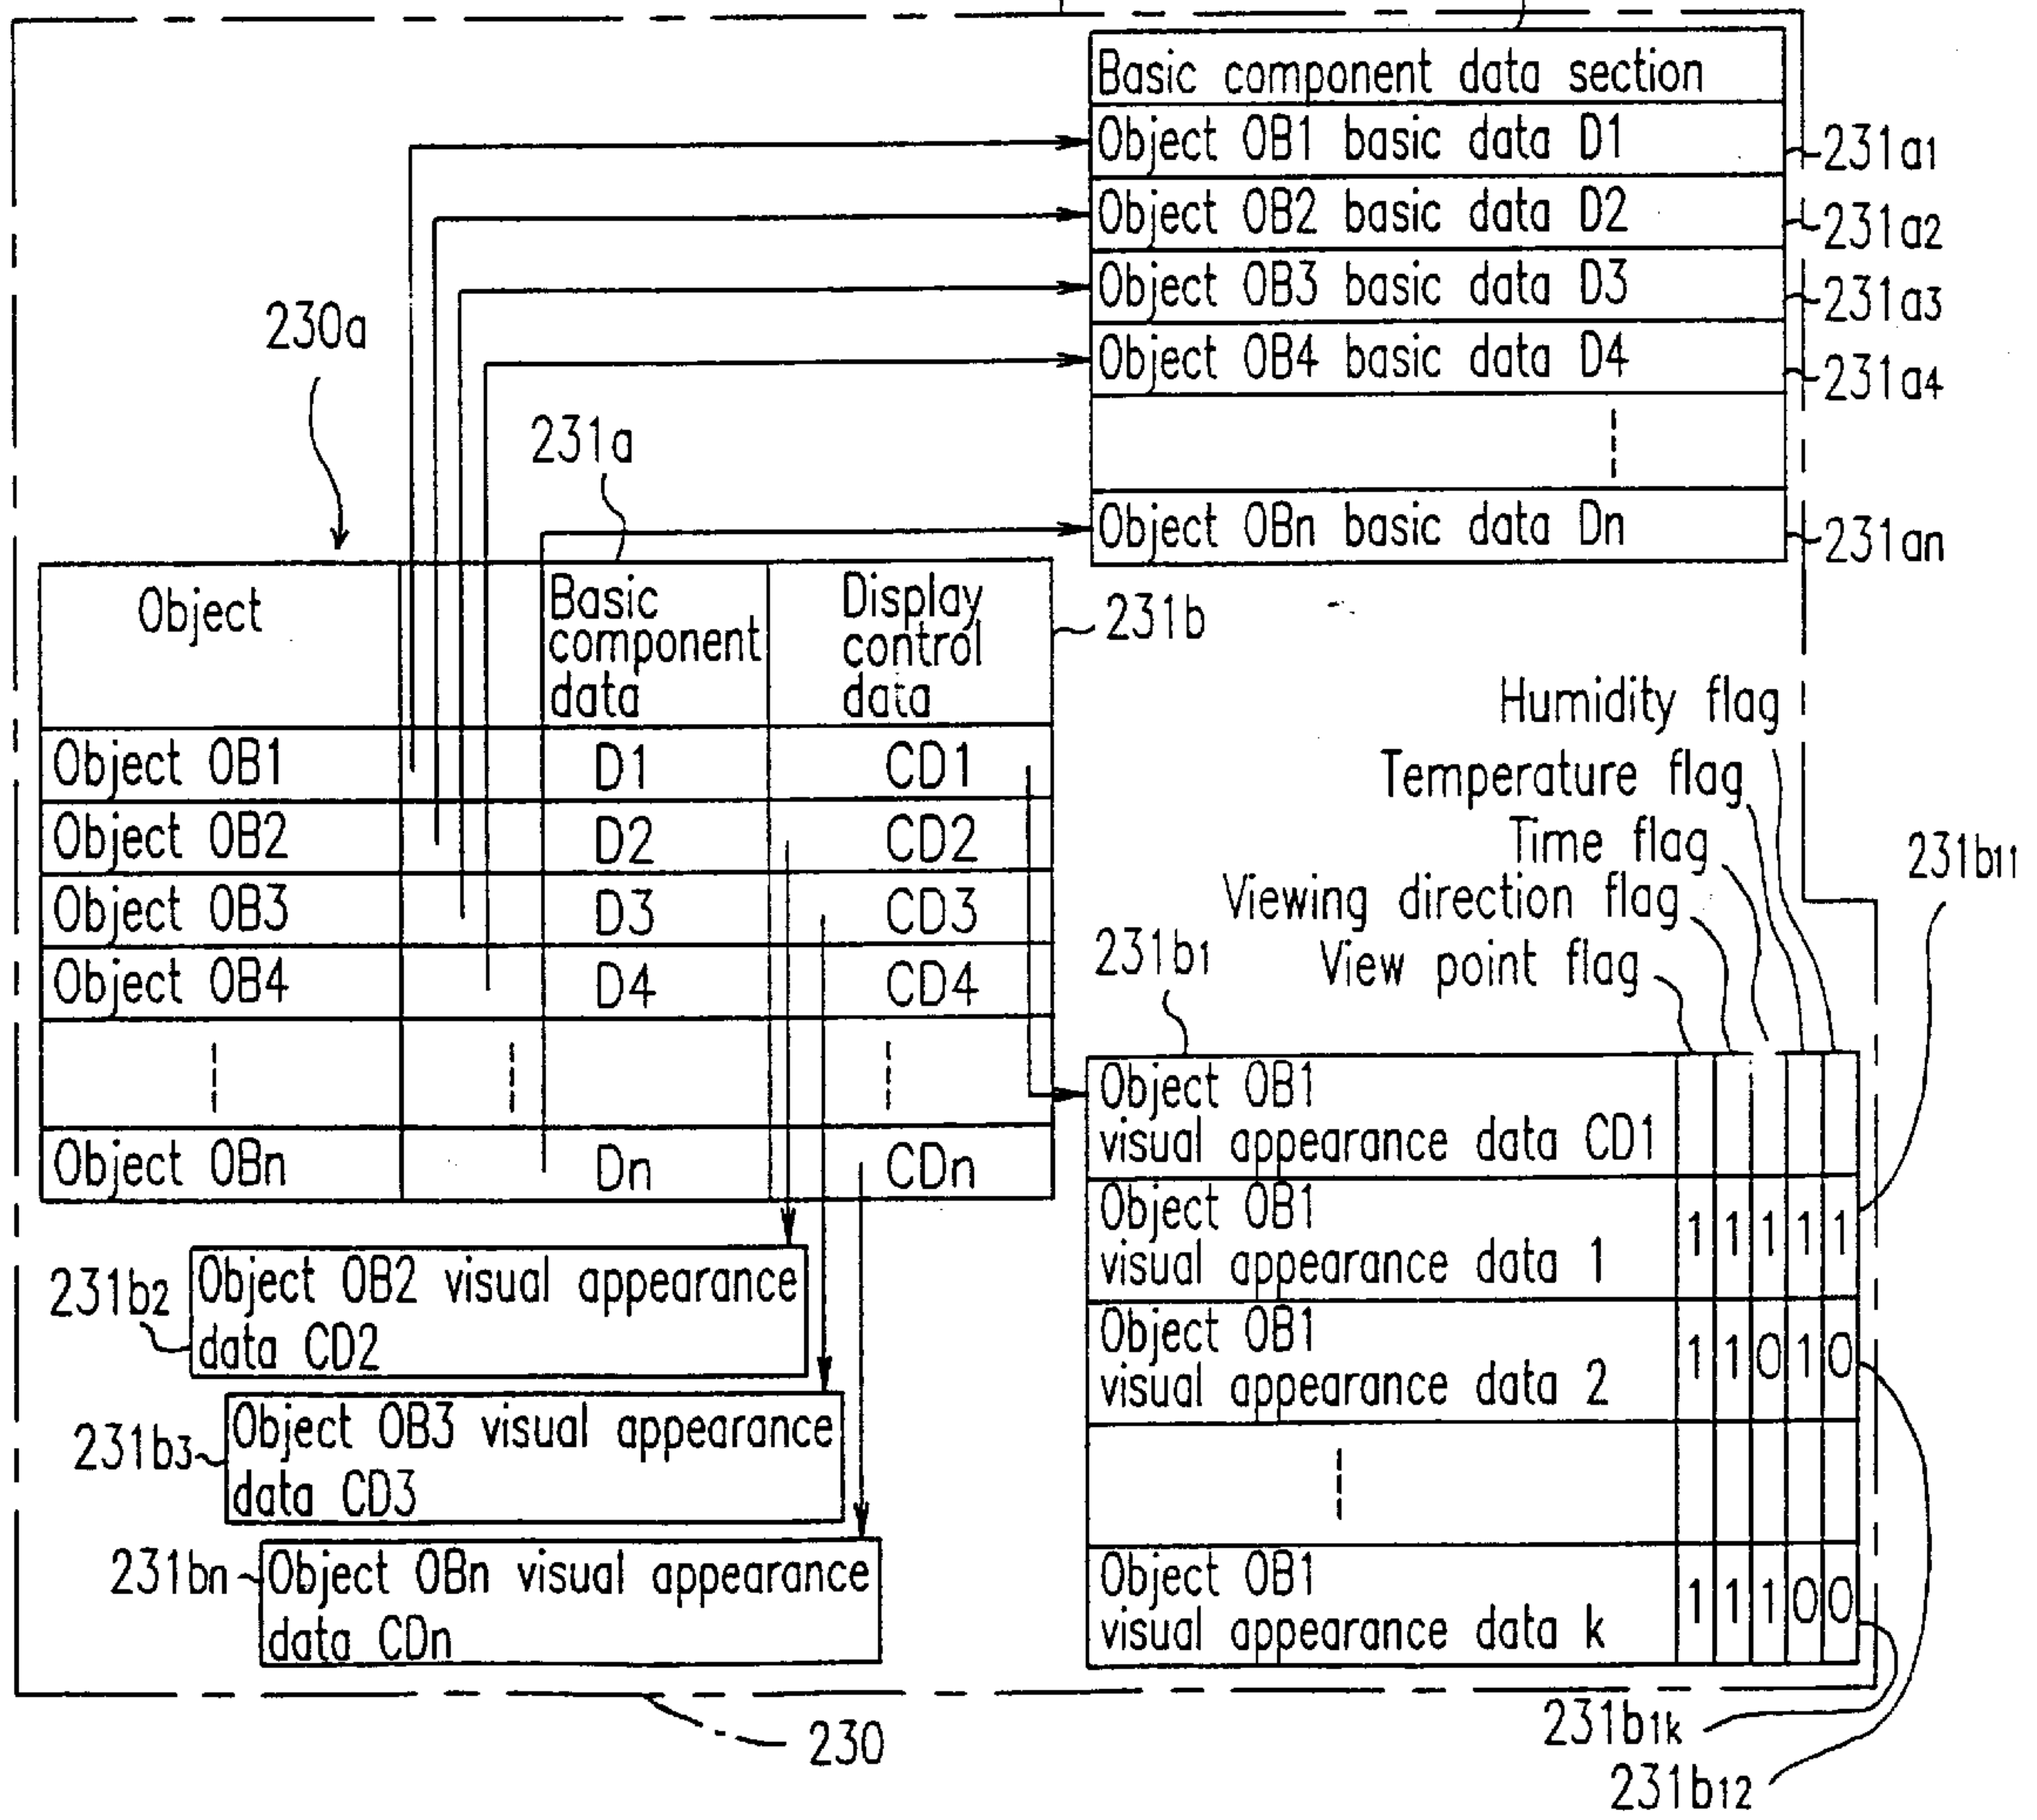 Basic component data section
Object OB1 basic data D1
231a1
Object OB2 basic data D2
231a2
Object OB3 basic data D3
231a3
Object OB4 basic data D4
231a4
Object OBn basic data Dn
231an
230a
231a
Object
Basic
component
data
Display
control
data
231b
Object OB1 D1 CD1
Object OB2 D2 CD2
Object OB3 D3 CD3
Object OB4 D4 CD4
Object OBn Dn CDn
Humidity flag
Temperature flag
Time flag
Viewing direction flag
View point flag
231b11
231b1
Object OB1
visual appearance data CD1
Object OB1
visual appearance data 1
1 1 1 1 1
Object OB1
visual appearance data 2
1 1 0 1 0
Object OB1
visual appearance data k
1 1 1 0 0
231b2
Object OB2 visual appearance
data CD2
231b3
Object OB3 visual appearance
data CD3
231bn
Object OBn visual appearance
data CDn
230
231b1k
231b12